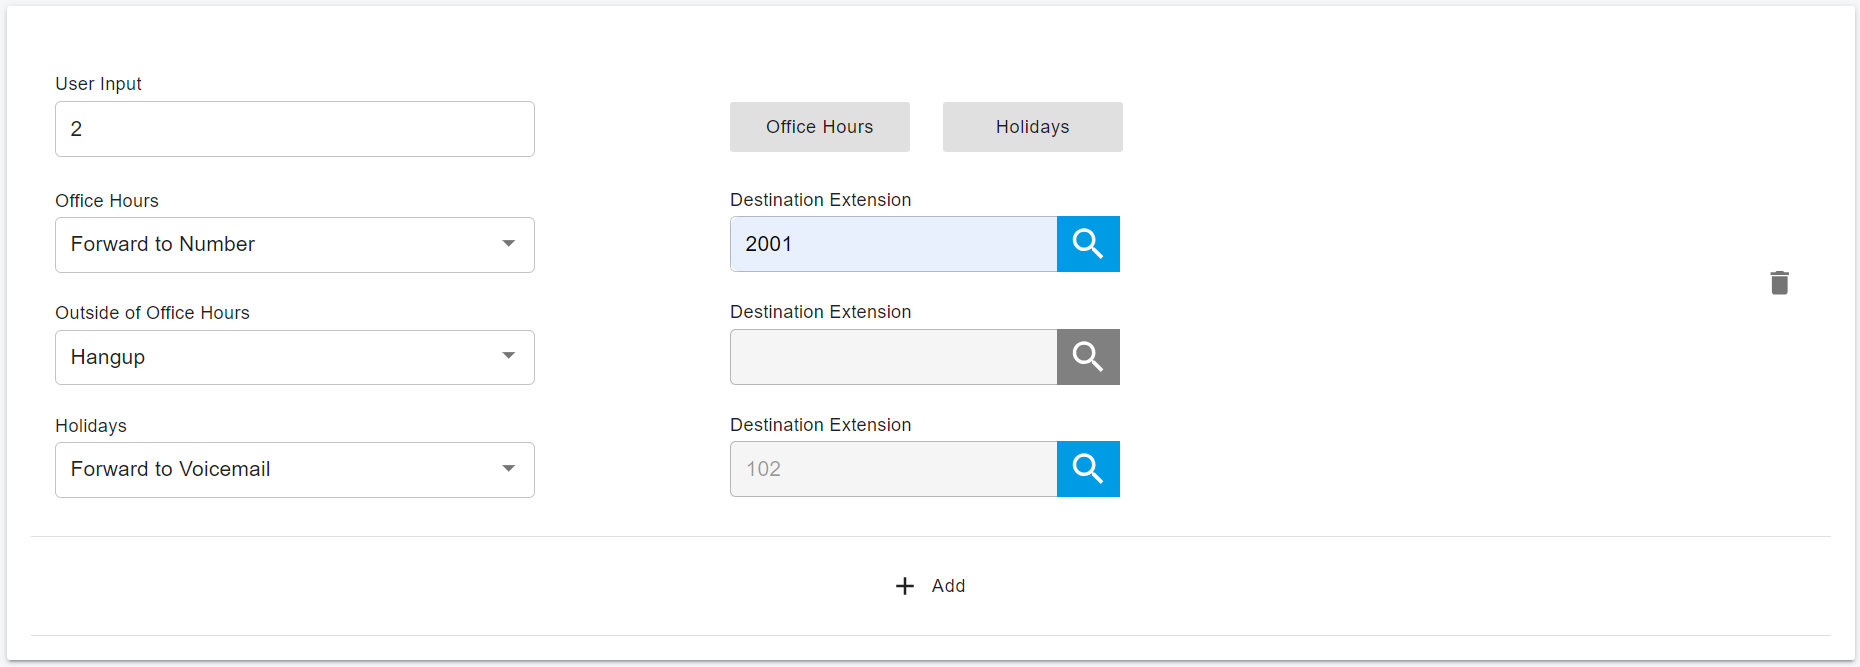 User Input
2
Office Hours
Holidays
Office Hours
Forward to Number
Destination Extension
2001
Outside of Office Hours
Hangup
Destination Extension
Holidays
Forward to Voicemail
Destination Extension
102
Add